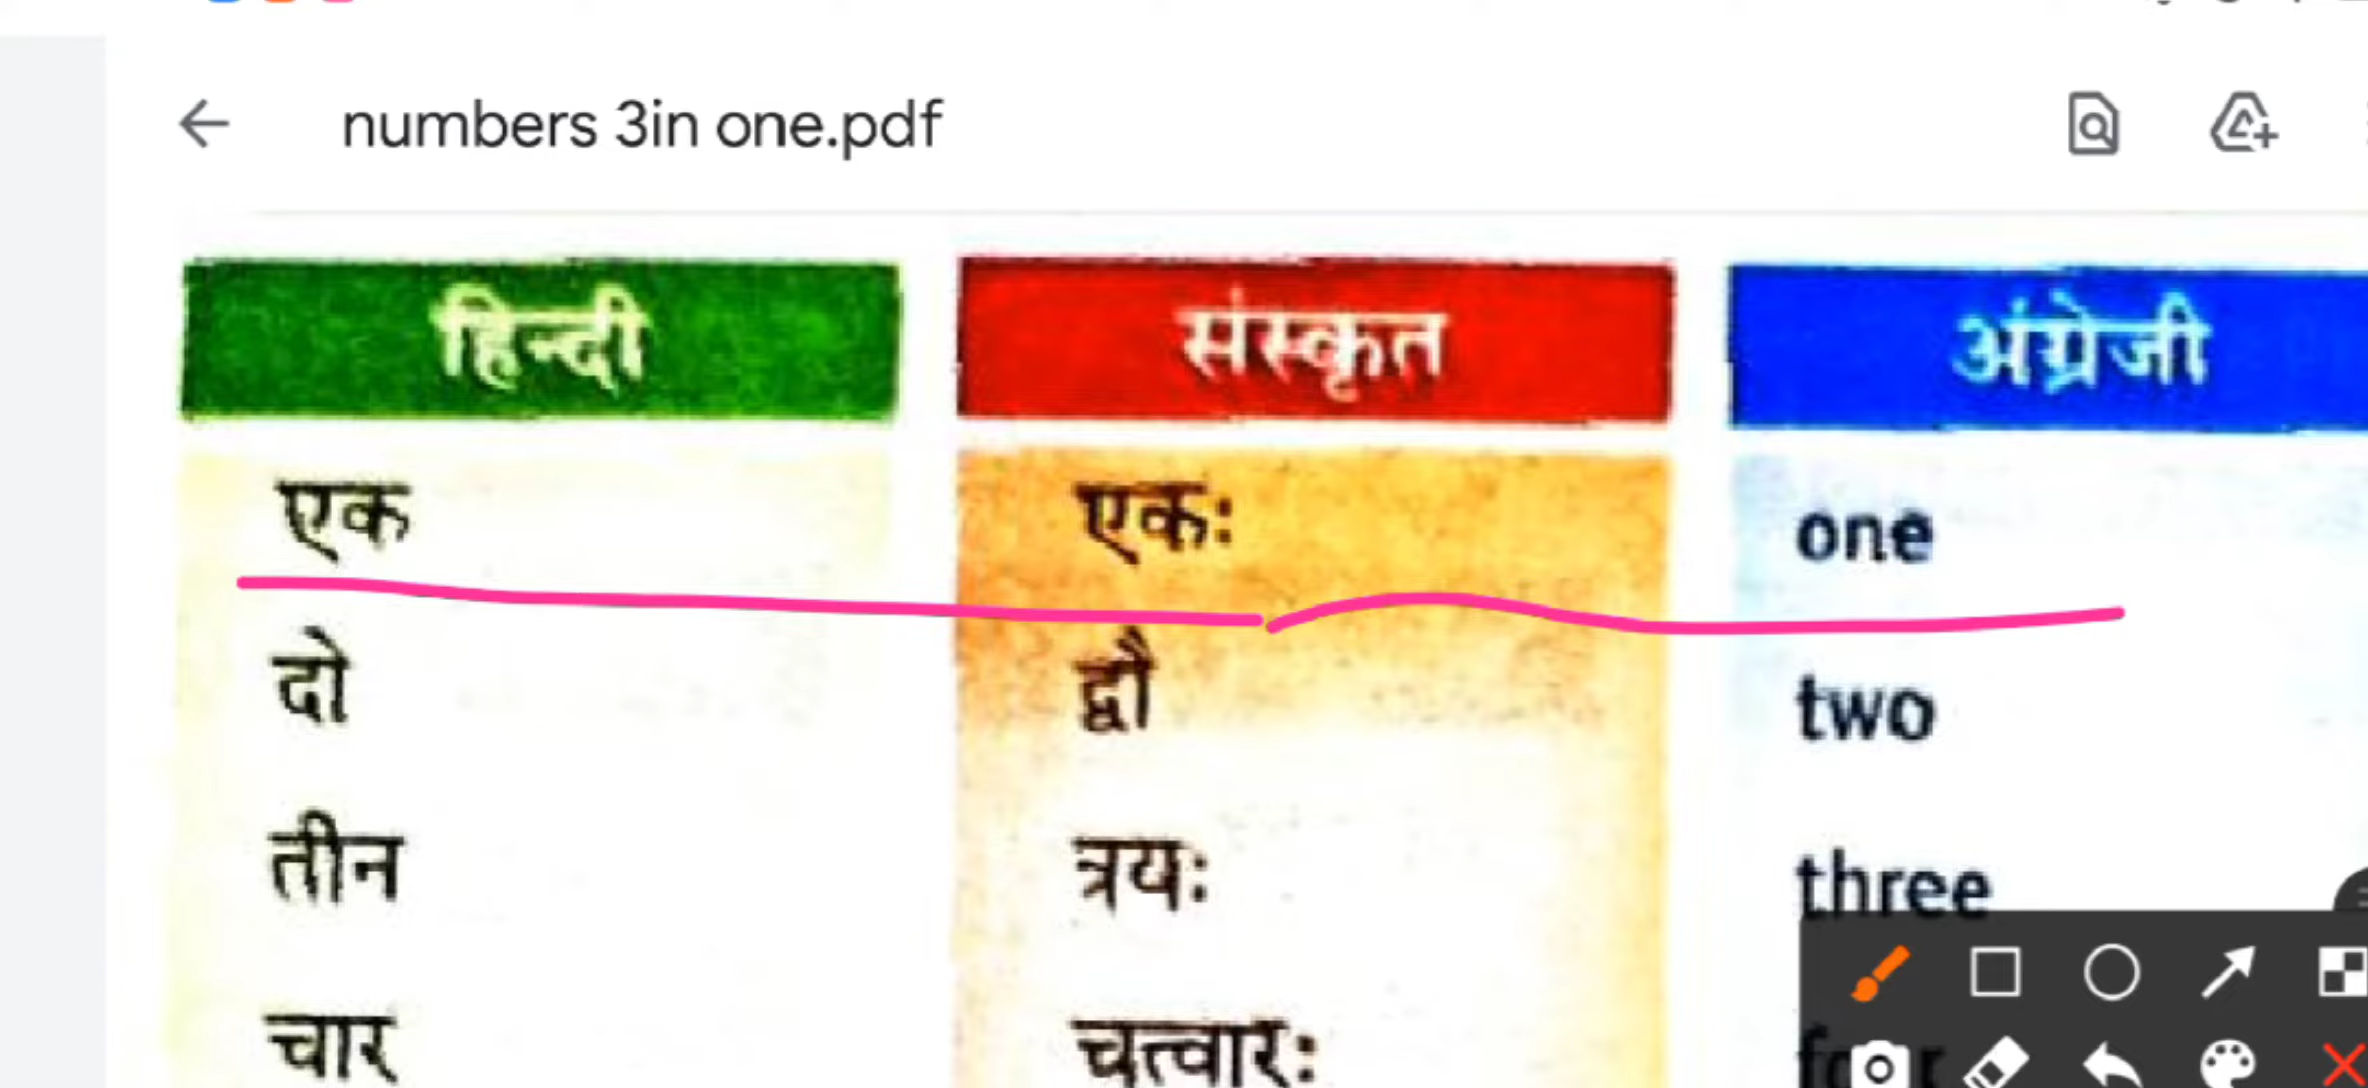 numbers 3in one.pdf
हिन्दी संस्कृत अंग्रेजी
एक एकः one
दो द्वौ two
तीन त्रयः three
चार चत्वारः